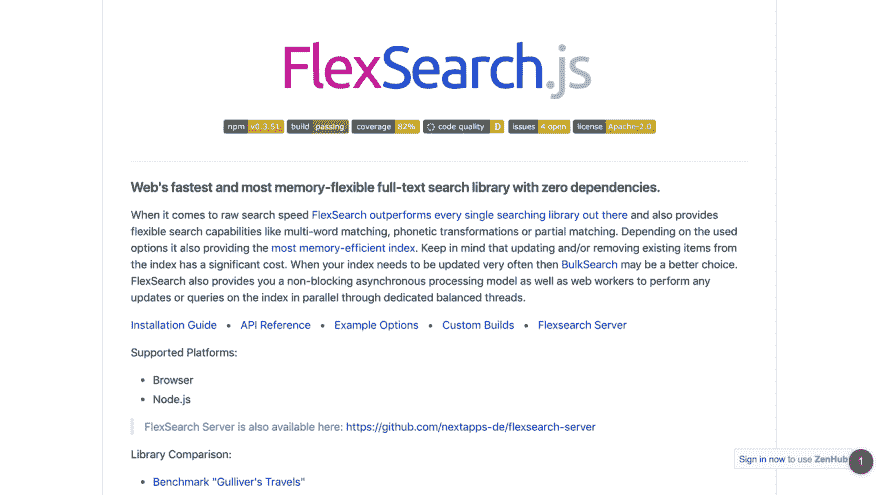 FlexSearch.js
npm v0.3.51 build passing coverage 82% code quality D issues 4 open license Apache-2.0
Web's fastest and most memory-flexible full-text search library with zero dependencies.
When it comes to raw search speed FlexSearch outperforms every single searching library out there and also provides
flexible search capabilities like multi-word matching, phonetic transformations or partial matching. Depending on the used
options it also providing the most memory-efficient index. Keep in mind that updating and/or removing existing items from
the index has a significant cost. When your index needs to be updated very often then BulkSearch may be a better choice.
FlexSearch also provides you a non-blocking asynchronous processing model as well as web workers to perform any
updates or queries on the index in parallel through dedicated balanced threads.
Installation Guide • API Reference • Example Options • Custom Builds • Flexsearch Server
Supported Platforms:
• Browser
• Node.js
FlexSearch Server is also available here: https://github.com/nextapps-de/flexsearch-server
Library Comparison:
• Benchmark "Gulliver's Travels"
Sign in now to use ZenHub
1